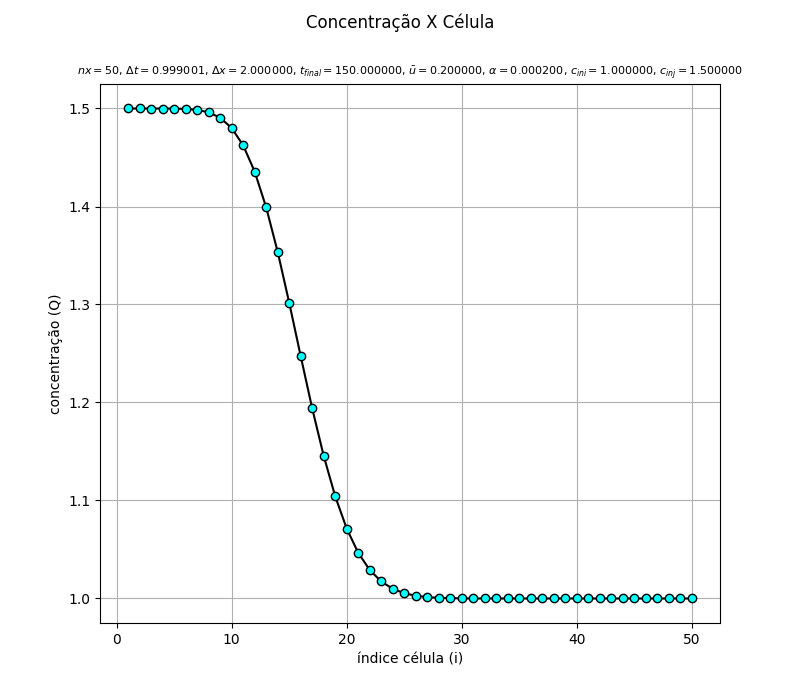 Concentração X Célula
nx = 50, Δt = 0.999001, Δx = 2.000000, t_final = 150.000000, ū = 0.200000, α = 0.000200, c_ini = 1.000000, c_inj = 1.500000
1.5
1.4
1.3
1.2
1.1
1.0
concentração (Q)
0 10 20 30 40 50
índice célula (i)